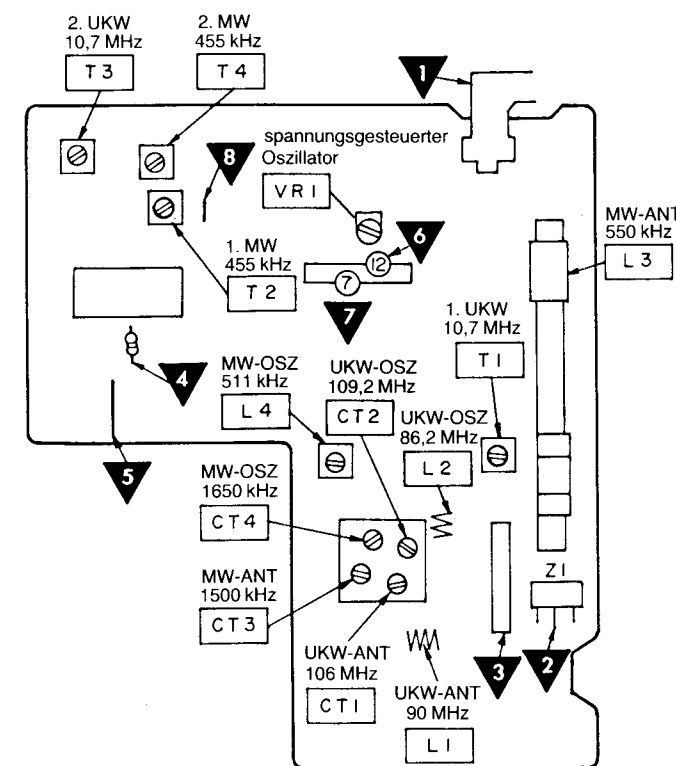 2. UKW
10,7 MHz
T3
2. MW
455 kHz
T4
1
spannungsgesteuerter
Oszillator
VR1
8
6
12
7
7
1. MW
455 kHz
T2
MW-ANT
550 kHz
L3
1. UKW
10,7 MHz
T1
4
MW-OSZ
511 kHz
L4
UKW-OSZ
109,2 MHz
CT2
UKW-OSZ
86,2 MHz
L2
5
MW-OSZ
1650 kHz
CT4
MW-ANT
1500 kHz
CT3
Z1
UKW-ANT
106 MHz
CT1
UKW-ANT
90 MHz
L1
3
2